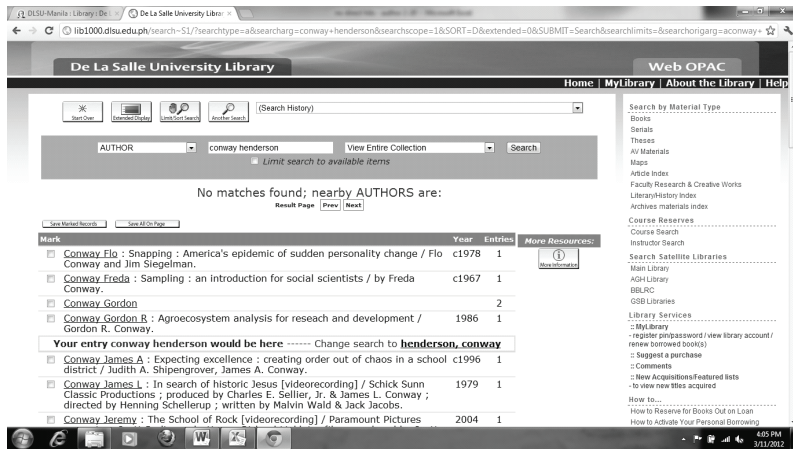 DLSU-Manila : Library : De L
De La Salle University Librar
lib1000.dlsu.edu.ph/search~S1/?searchtype=a&searcharg=conway+henderson&searchscope=1&SORT=D&extended=0&SUBMIT=Search&searchlimits=&searchorigarg=aconway+
De La Salle University Library
Web OPAC
Home | MyLibrary | About the Library | Help
Start Over
Extended Display
Limit/Sort Search
Another Search
(Search History)
AUTHOR
conway henderson
View Entire Collection
Search
Limit search to available items
No matches found; nearby AUTHORS are:
Result Page Prev Next
Save Marked Records
Save All On Page
Mark Year Entries
Conway Flo : Snapping : America's epidemic of sudden personality change / Flo c1978 1
Conway and Jim Siegelman.
Conway Freda : Sampling : an introduction for social scientists / by Freda c1967 1
Conway.
Conway Gordon 2
Conway Gordon R : Agroecosystem analysis for reseach and development / 1986 1
Gordon R. Conway.
Your entry conway henderson would be here ------ Change search to henderson, conway
Conway James A : Expecting excellence : creating order out of chaos in a school c1996 1
district / Judith A. Shipengrover, James A. Conway.
Conway James L : In search of historic Jesus [videorecording] / Schick Sunn 1979 1
Classic Productions ; produced by Charles E. Sellier, Jr. & James L. Conway ;
directed by Henning Schellerup ; written by Malvin Wald & Jack Jacobs.
Conway Jeremy : The School of Rock [videorecording] / Paramount Pictures 2004 1
More Resources:
More Information
Search by Material Type
Books
Serials
Theses
AV Materials
Maps
Article Index
Faculty Research & Creative Works
Literary/History Index
Archives materials index
Course Reserves
Course Search
Instructor Search
Search Satellite Libraries
Main Library
AGH Library
BBLRC
GSB Libraries
Library Services
:: MyLibrary
- register pin/password / view library account /
renew borrowed book(s)
:: Suggest a purchase
:: Comments
:: New Acquisitions/Featured lists
- to view new titles acquired
How to...
How to Reserve for Books Out on Loan
How to Activate Your Personal Borrowing
4:05 PM
3/11/2012